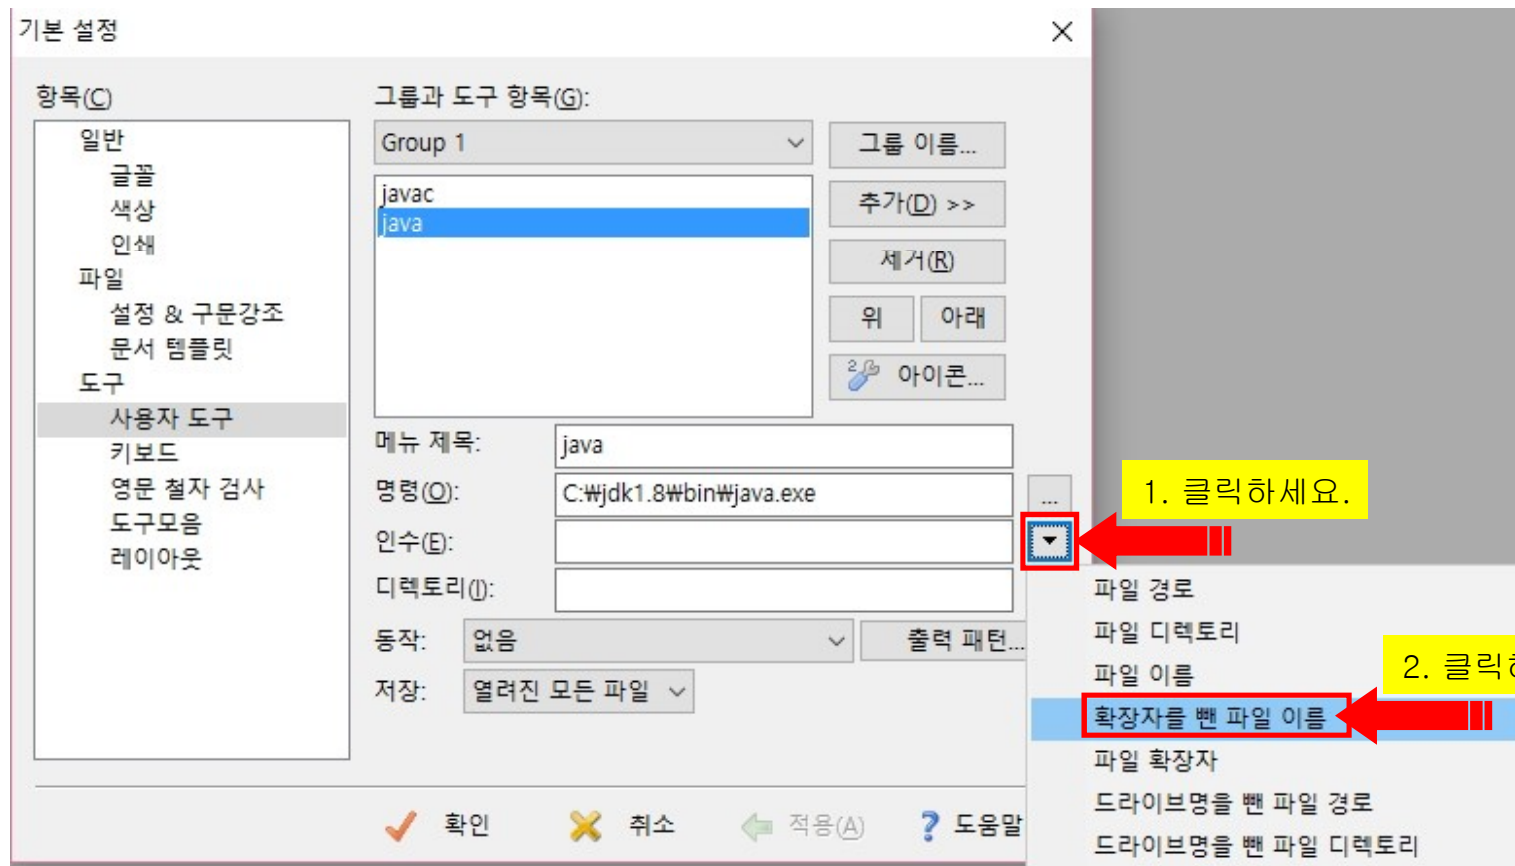 기본 설정
항목(C)
일반
글꼴
색상
인쇄
파일
설정 & 구문강조
문서 템플릿
도구
사용자 도구
키보드
영문 철자 검사
도구모음
레이아웃
그룹과 도구 항목(G):
Group 1
그룹 이름...
javac
java
추가(D) >>
제거(R)
위
아래
2 아이콘...
메뉴 제목:
java
명령(O):
C:₩jdk1.8₩bin₩java.exe
...
인수(E):
디렉토리(I):
동작:
없음
출력 패턴...
저장:
열려진 모든 파일
확인
취소
적용(A)
? 도움말
1. 클릭하세요.
파일 경로
파일 디렉토리
파일 이름
2. 클릭
확장자를 뺀 파일 이름
파일 확장자
드라이브명을 뺀 파일 경로
드라이브명을 뺀 파일 디렉토리